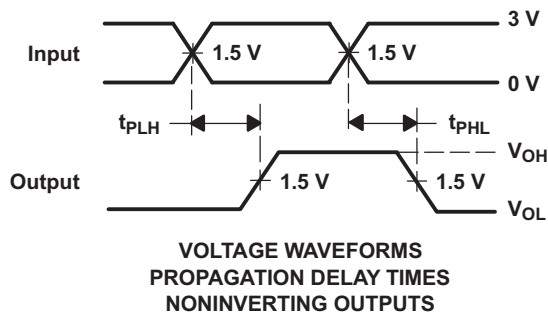 3 V
Input
1.5 V
1.5 V
0 V
tPLH
tPHL
VOH
Output
1.5 V
1.5 V
VOL
VOLTAGE WAVEFORMS
PROPAGATION DELAY TIMES
NONINVERTING OUTPUTS